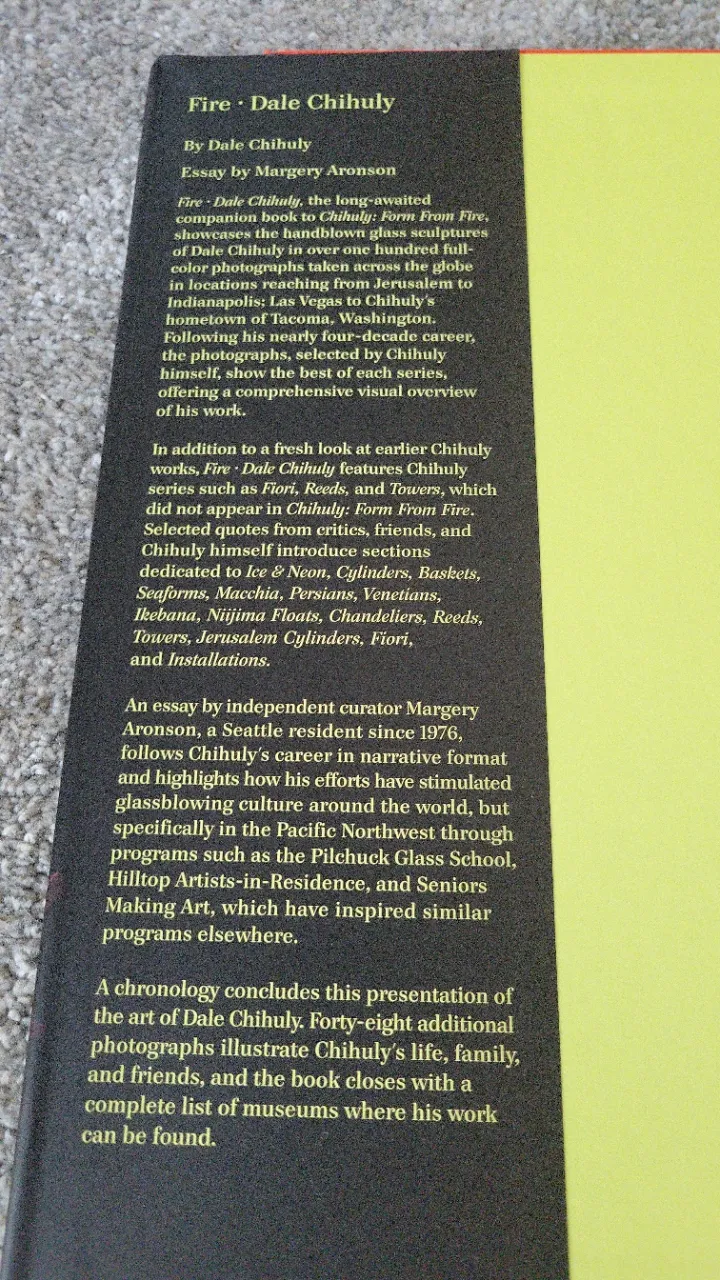 Fire · Dale Chihuly
By Dale Chihuly
Essay by Margery Aronson
Fire · Dale Chihuly, the long-awaited
companion book to Chihuly: Form From Fire,
showcases the handblown glass sculptures
of Dale Chihuly in over one hundred full-
color photographs taken across the globe
in locations reaching from Jerusalem to
Indianapolis; Las Vegas to Chihuly's
hometown of Tacoma, Washington.
Following his nearly four-decade career,
the photographs, selected by Chihuly
himself, show the best of each series,
offering a comprehensive visual overview
of his work.
In addition to a fresh look at earlier Chihuly
works, Fire · Dale Chihuly features Chihuly
series such as Fiori, Reeds, and Towers, which
did not appear in Chihuly: Form From Fire.
Selected quotes from critics, friends, and
Chihuly himself introduce sections
dedicated to Ice & Neon, Cylinders, Baskets,
Seaforms, Macchia, Persians, Venetians,
Ikebana, Niijima Floats, Chandeliers, Reeds,
Towers, Jerusalem Cylinders, Fiori,
and Installations.
An essay by independent curator Margery
Aronson, a Seattle resident since 1976,
follows Chihuly's career in narrative format
and highlights how his efforts have stimulated
glassblowing culture around the world, but
specifically in the Pacific Northwest through
programs such as the Pilchuck Glass School,
Hilltop Artists-in-Residence, and Seniors
Making Art, which have inspired similar
programs elsewhere.
A chronology concludes this presentation of
the art of Dale Chihuly. Forty-eight additional
photographs illustrate Chihuly's life, family,
and friends, and the book closes with a
complete list of museums where his work
can be found.